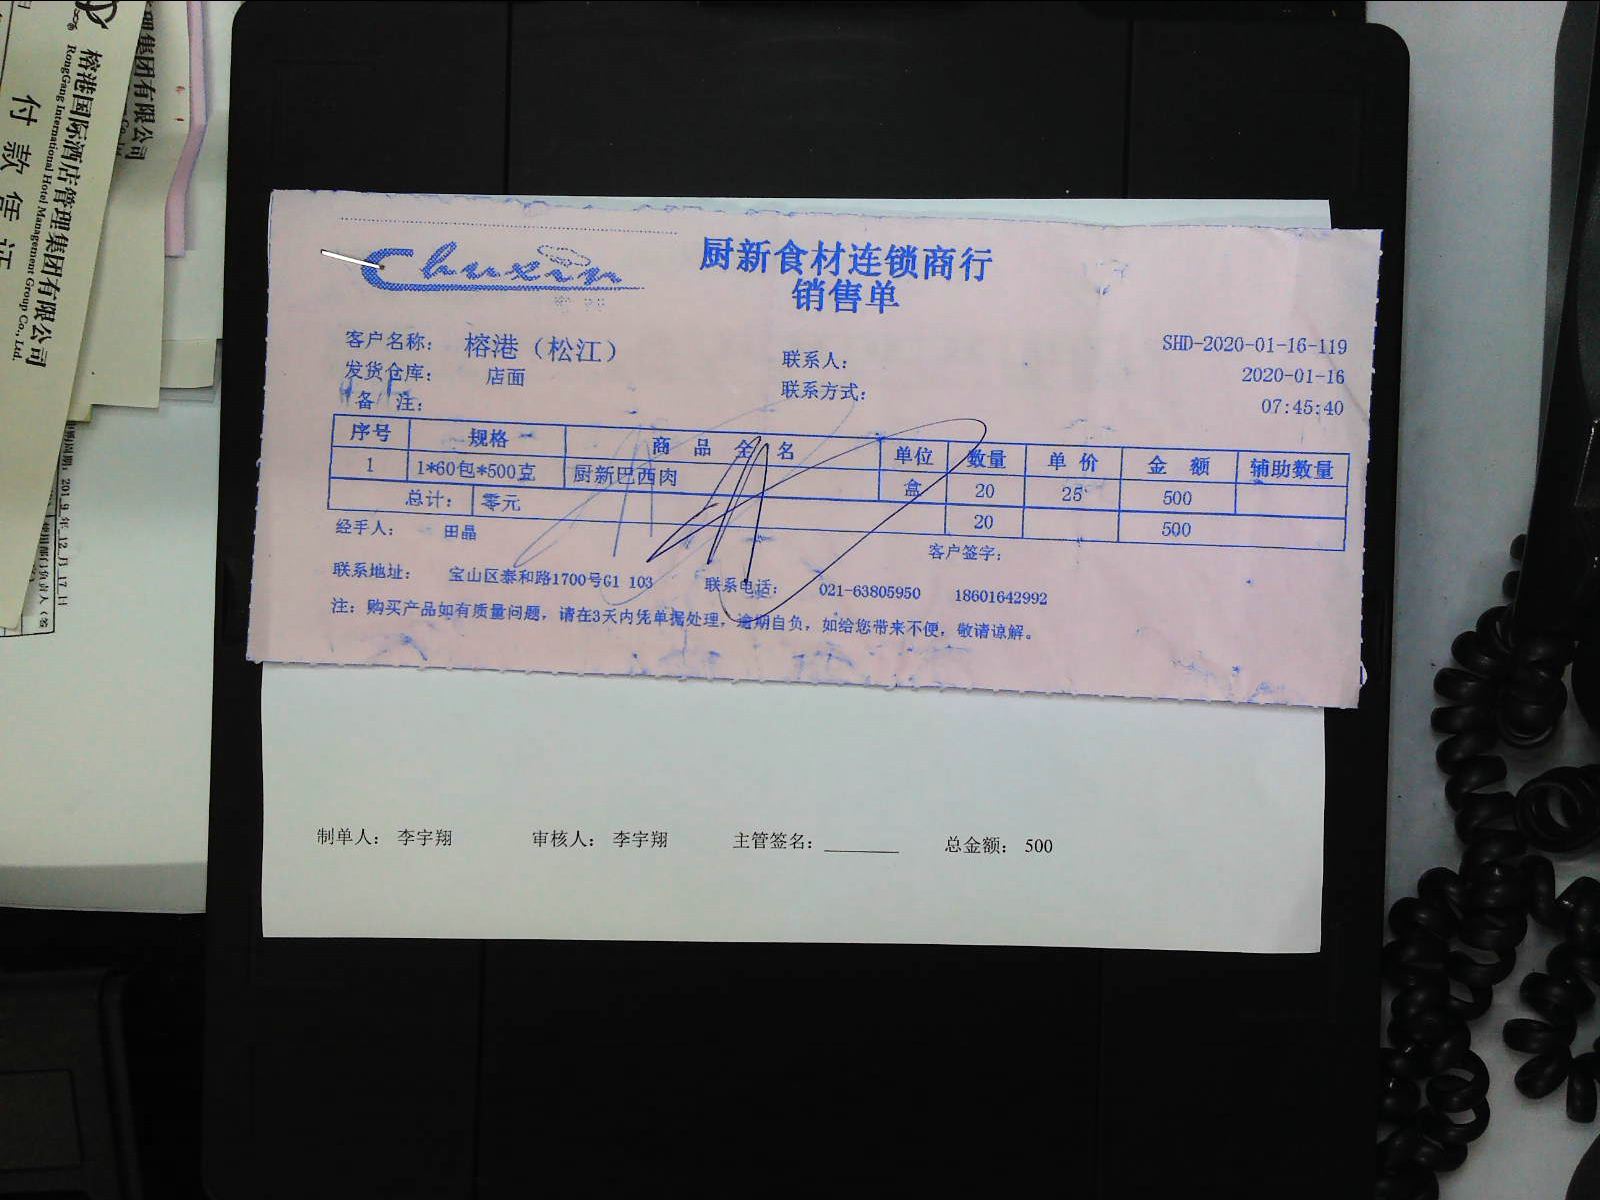 榕港国际酒店管理集团有限公司
RongGang International Hotel Management Group Co., Ltd.
付款凭证
理集团有限公司
Chuxin
厨新食材连锁商行
销售单
客户名称： 榕港（松江）
联系人：
SHD-2020-01-16-119
发货仓库： 店面
联系方式：
2020-01-16
备 注：
07:45:40
序号 规格 商 品 全 名 单位 数量 单 价 金 额 辅助数量
1 1*60包*500克 厨新巴西肉 盒 20 25 500
总计： 零元 20 500
经手人： 田晶 客户签字：
联系地址： 宝山区泰和路1700号G1 103 联系电话： 021-63805950 18601642992
注：购买产品如有质量问题，请在3天内凭单据处理，逾期自负，如给您带来不便，敬请谅解。
制单人： 李宇翔 审核人： 李宇翔 主管签名：________ 总金额： 500